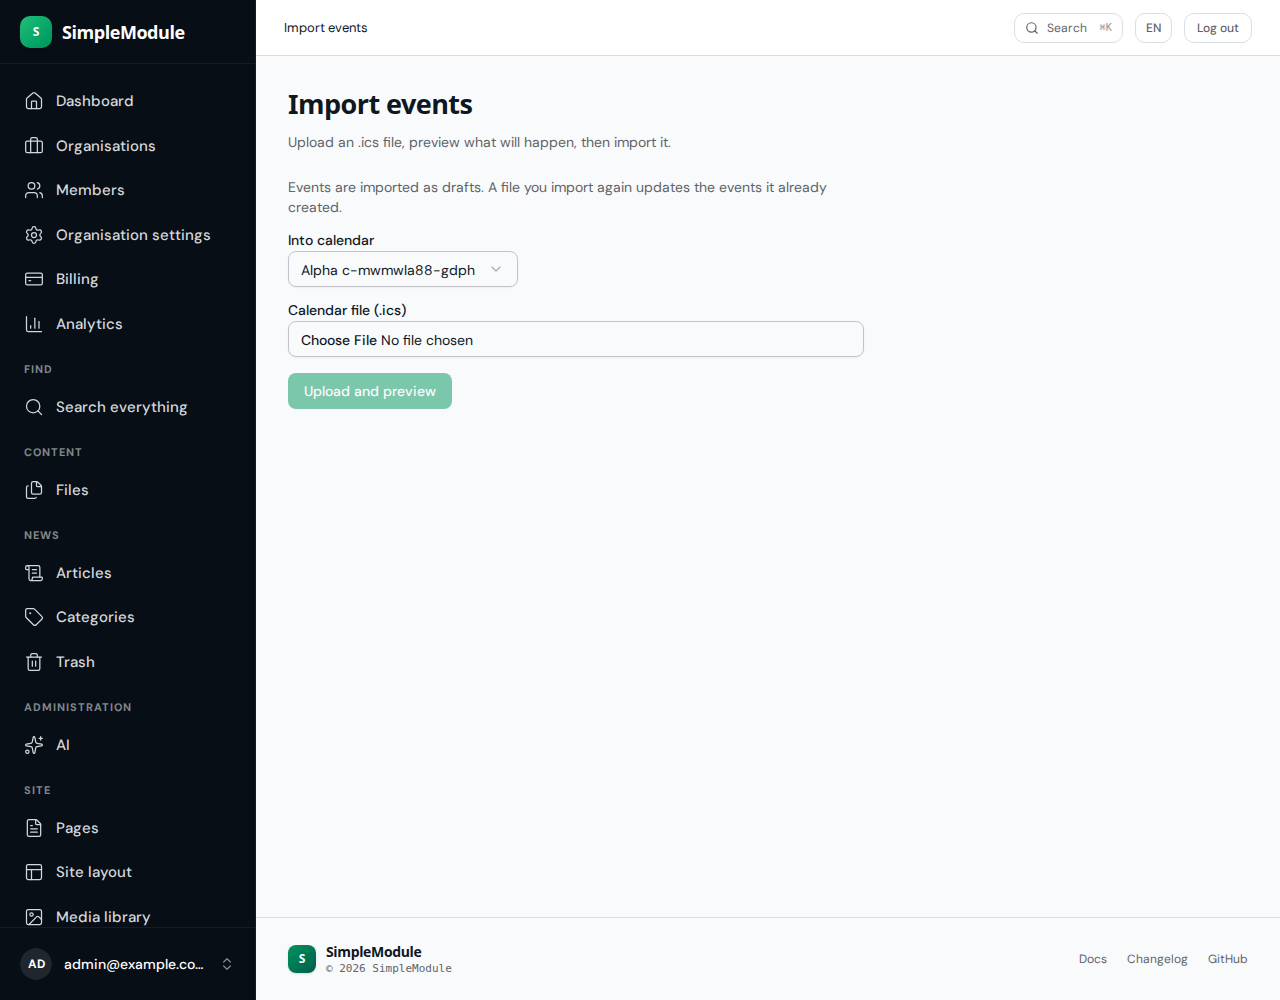 S SimpleModule
Dashboard
Organisations
Members
Organisation settings
Billing
Analytics
FIND
Search everything
CONTENT
Files
NEWS
Articles
Categories
Trash
ADMINISTRATION
AI
SITE
Pages
Site layout
Media library
AD admin@example.co...
Import events
Search ⌘K EN Log out
Import events
Upload an .ics file, preview what will happen, then import it.
Events are imported as drafts. A file you import again updates the events it already
created.
Into calendar
Alpha c-mwmwla88-gdph
Calendar file (.ics)
Choose File No file chosen
Upload and preview
S SimpleModule
© 2026 SimpleModule
Docs Changelog GitHub